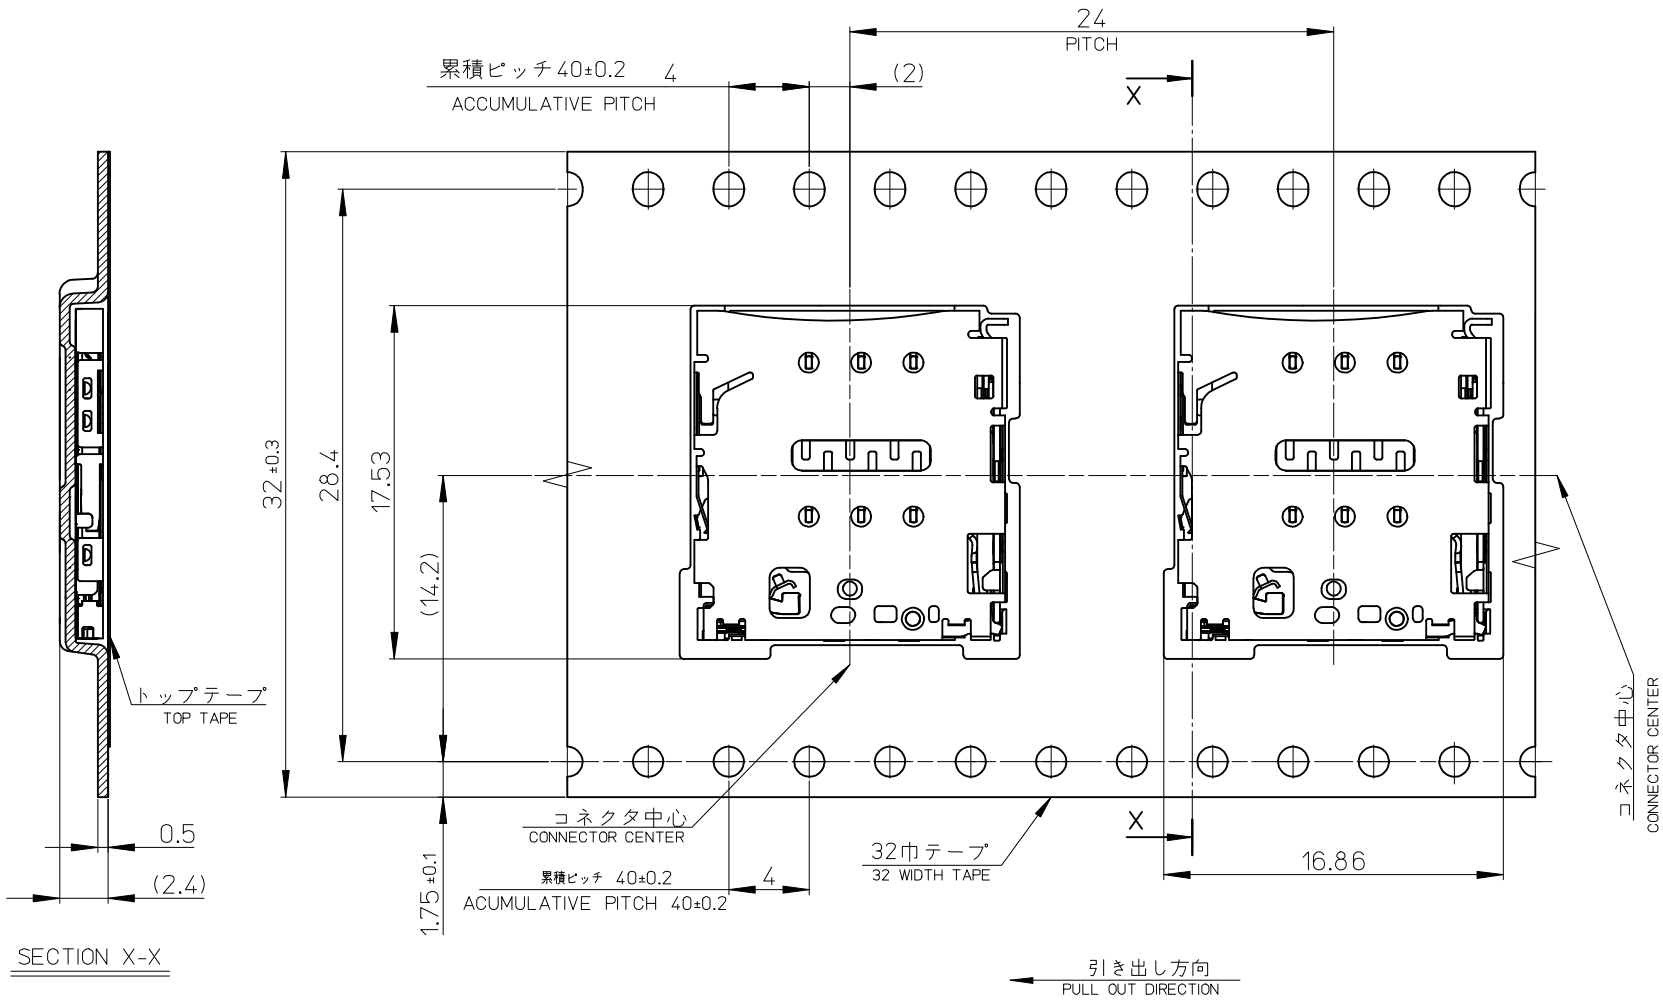 24
PITCH
累積ピッチ 40±0.2 4 (2)
ACCUMULATIVE PITCH
X
32±0.3
28.4
17.53
(14.2)
トップテープ
TOP TAPE
コネクタ中心
CONNECTOR CENTER
コネクタ中心
CONNECTOR CENTER
X
0.5
(2.4)
1.75±0.1
32巾テープ
32 WIDTH TAPE
16.86
累積ピッチ 40±0.2 4
ACUMULATIVE PITCH 40±0.2
SECTION X-X
引き出し方向
PULL OUT DIRECTION